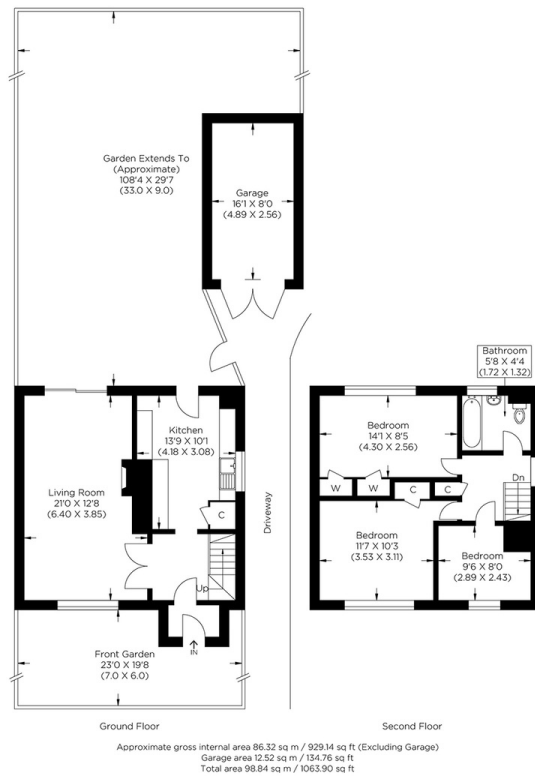 Garden Extends To
(Approximate)
108'4 X 29'7
(33.0 X 9.0)
Garage
16'1 X 8'0
(4.89 X 2.56)
Kitchen
13'9 X 10'1
(4.18 X 3.08)
C
Living Room
21'0 X 12'8
(6.40 X 3.85)
Up
IN
Driveway
Front Garden
23'0 X 19'8
(7.0 X 6.0)
Ground Floor
Bathroom
5'8 X 4'4
(1.72 X 1.32)
Bedroom
14'1 X 8'5
(4.30 X 2.56)
Dn
W
W
C
C
Bedroom
11'7 X 10'3
(3.53 X 3.11)
Bedroom
9'6 X 8'0
(2.89 X 2.43)
Second Floor
Approximate gross internal area 86.32 sq m / 929.14 sq ft (Excluding Garage)
Garage area 12.52 sq m / 134.76 sq ft
Total area 98.84 sq m / 1063.90 sq ft